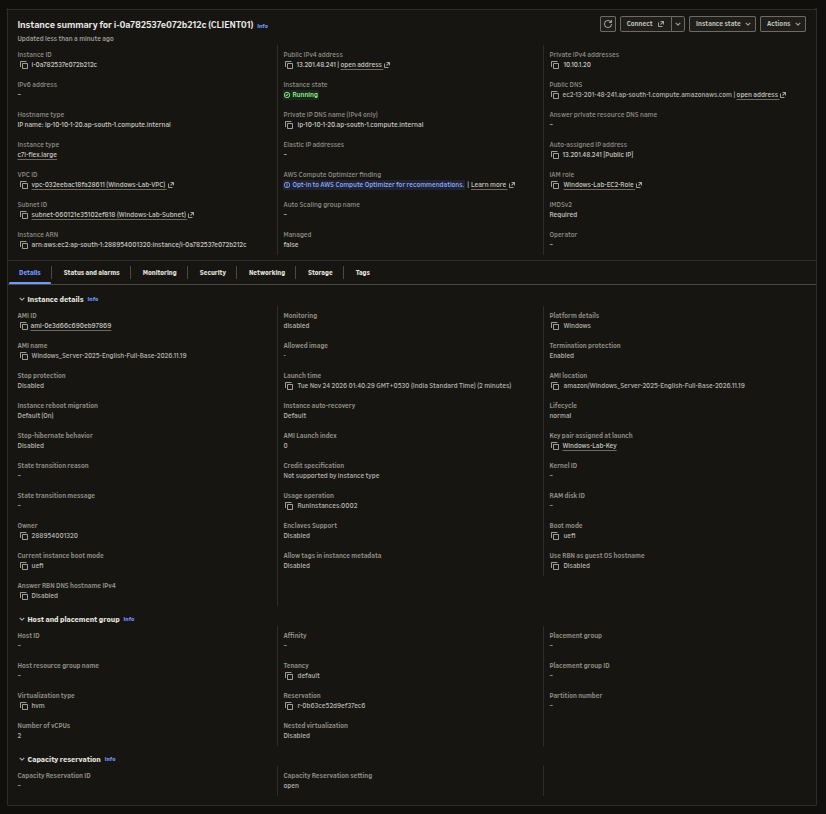 Instance summary for i-0a782537e072b212c (CLIENT01) Info
Connect
Instance state
Actions
Updated less than a minute ago
Instance ID
i-0a782537e072b212c
Public IPv4 address
13.201.48.241 | open address
Private IPv4 addresses
10.10.1.20
IPv6 address
–
Instance state
Running
Public DNS
ec2-13-201-48-241.ap-south-1.compute.amazonaws.com | open address
Hostname type
IP name: ip-10-10-1-20.ap-south-1.compute.internal
Private IP DNS name (IPv4 only)
ip-10-10-1-20.ap-south-1.compute.internal
Answer private resource DNS name
–
Instance type
c7i-flex.large
Elastic IP addresses
–
Auto-assigned IP address
13.201.48.241 [Public IP]
VPC ID
vpc-032eebac18fa28611 (Windows-Lab-VPC)
AWS Compute Optimizer finding
Opt-in to AWS Compute Optimizer for recommendations. | Learn more
IAM role
Windows-Lab-EC2-Role
Subnet ID
subnet-060121e35102ef818 (Windows-Lab-Subnet)
Auto Scaling group name
–
IMDSv2
Required
Instance ARN
arn:aws:ec2:ap-south-1:288954001320:instance/i-0a782537e072b212c
Managed
false
Operator
–
Details
Status and alarms
Monitoring
Security
Networking
Storage
Tags
Instance details Info
AMI ID
ami-0e3d66c690eb97869
Monitoring
disabled
Platform details
Windows
AMI name
Windows_Server-2025-English-Full-Base-2026.11.19
Allowed image
-
Termination protection
Enabled
Stop protection
Disabled
Launch time
Tue Nov 24 2026 01:40:29 GMT+0530 (India Standard Time) (2 minutes)
AMI location
amazon/Windows_Server-2025-English-Full-Base-2026.11.19
Instance reboot migration
Default (On)
Instance auto-recovery
Default
Lifecycle
normal
Stop-hibernate behavior
Disabled
AMI Launch index
0
Key pair assigned at launch
Windows-Lab-Key
State transition reason
–
Credit specification
Not supported by instance type
Kernel ID
–
State transition message
–
Usage operation
RunInstances:0002
RAM disk ID
–
Owner
288954001320
Enclaves Support
Disabled
Boot mode
uefi
Current instance boot mode
uefi
Allow tags in instance metadata
Disabled
Use RBN as guest OS hostname
Disabled
Answer RBN DNS hostname IPv4
Disabled
Host and placement group Info
Host ID
–
Affinity
–
Placement group
–
Host resource group name
–
Tenancy
default
Placement group ID
–
Virtualization type
hvm
Reservation
r-0b63ce52d9ef37ec6
Partition number
–
Number of vCPUs
2
Nested virtualization
Disabled
Capacity reservation Info
Capacity Reservation ID
–
Capacity Reservation setting
open